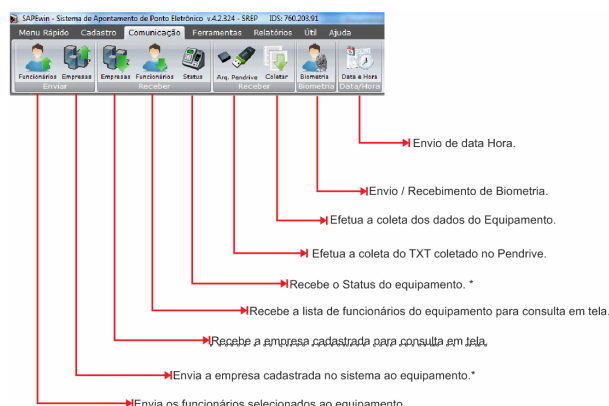 SAPEwin - Sistema de Apontamento de Ponto Eletrônico v.4.2.324 - SREP IDS: 760.203.91
Menu Rápido Cadastro Comunicação Ferramentas Relatórios Útil Ajuda
Funcionários Empresas Empresas Funcionários Status Arq. Pendrive Coletar Biometria Data e Hora
Enviar Receber Receber Biometria Data/Hora
Envio de data Hora.
Envio / Recebimento de Biometria.
Efetua a coleta dos dados do Equipamento.
Efetua a coleta do TXT coletado no Pendrive.
Recebe o Status do equipamento. *
Recebe a lista de funcionários do equipamento para consulta em tela.
Recebe a empresa cadastrada para consulta em tela.
Envia a empresa cadastrada no sistema ao equipamento.*
Envia os funcionários selecionados ao equipamento